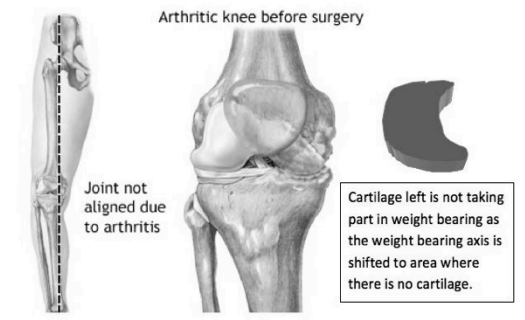 Arthritic knee before surgery
Joint not
aligned due
to arthritis
Cartilage left is not taking
part in weight bearing as
the weight bearing axis is
shifted to area where
there is no cartilage.